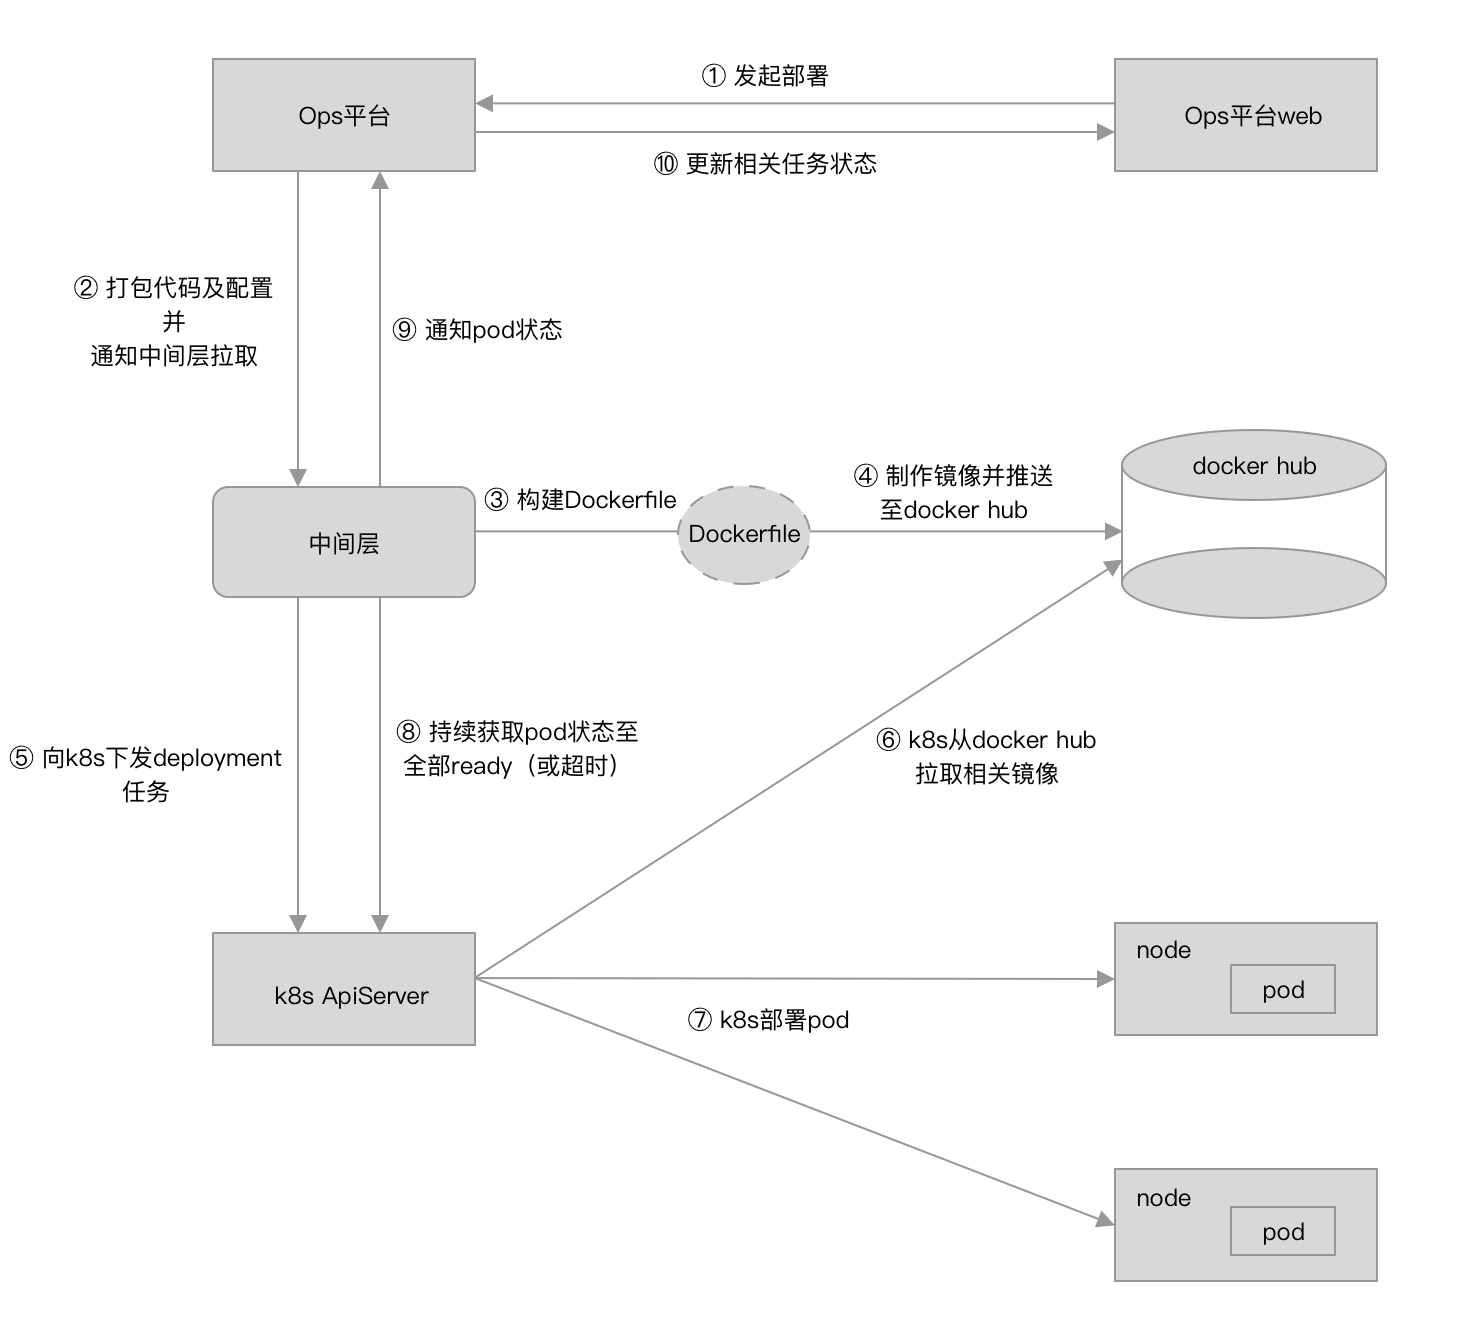 Ops平台
① 发起部署
Ops平台web
⑩ 更新相关任务状态
② 打包代码及配置
并
通知中间层拉取
⑨ 通知pod状态
中间层
③ 构建Dockerfile
Dockerfile
④ 制作镜像并推送
至docker hub
docker hub
⑤ 向k8s下发deployment
任务
⑧ 持续获取pod状态至
全部ready（或超时）
⑥ k8s从docker hub
拉取相关镜像
k8s ApiServer
⑦ k8s部署pod
node
pod
node
pod